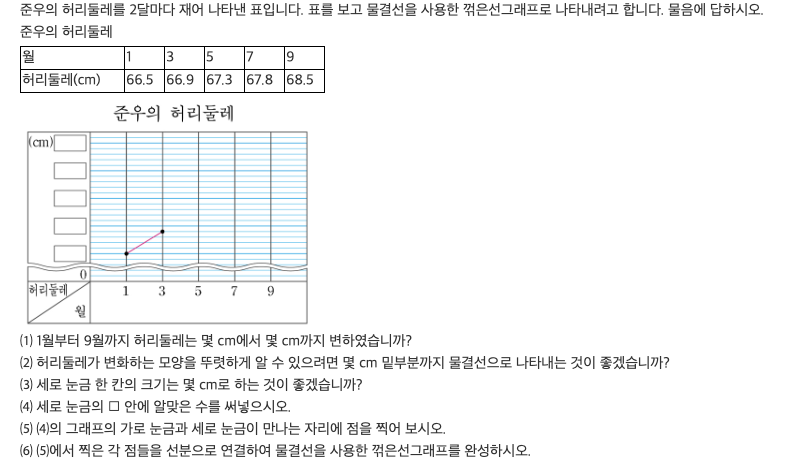 준우의 허리둘레를 2달마다 재어 나타낸 표입니다. 표를 보고 물결선을 사용한 꺾은선그래프로 나타내려고 합니다. 물음에 답하시오.
준우의 허리둘레
월 1 3 5 7 9
허리둘레(cm) 66.5 66.9 67.3 67.8 68.5
준우의 허리둘레
(cm)
0
허리둘레 1 3 5 7 9
월
(1) 1월부터 9월까지 허리둘레는 몇 cm에서 몇 cm까지 변하였습니까?
(2) 허리둘레가 변화하는 모양을 뚜렷하게 알 수 있으려면 몇 cm 밑부분까지 물결선으로 나타내는 것이 좋겠습니까?
(3) 세로 눈금 한 칸의 크기는 몇 cm로 하는 것이 좋겠습니까?
(4) 세로 눈금의 □ 안에 알맞은 수를 써넣으시오.
(5) (4)의 그래프의 가로 눈금과 세로 눈금이 만나는 자리에 점을 찍어 보시오.
(6) (5)에서 찍은 각 점들을 선분으로 연결하여 물결선을 사용한 꺾은선그래프를 완성하시오.